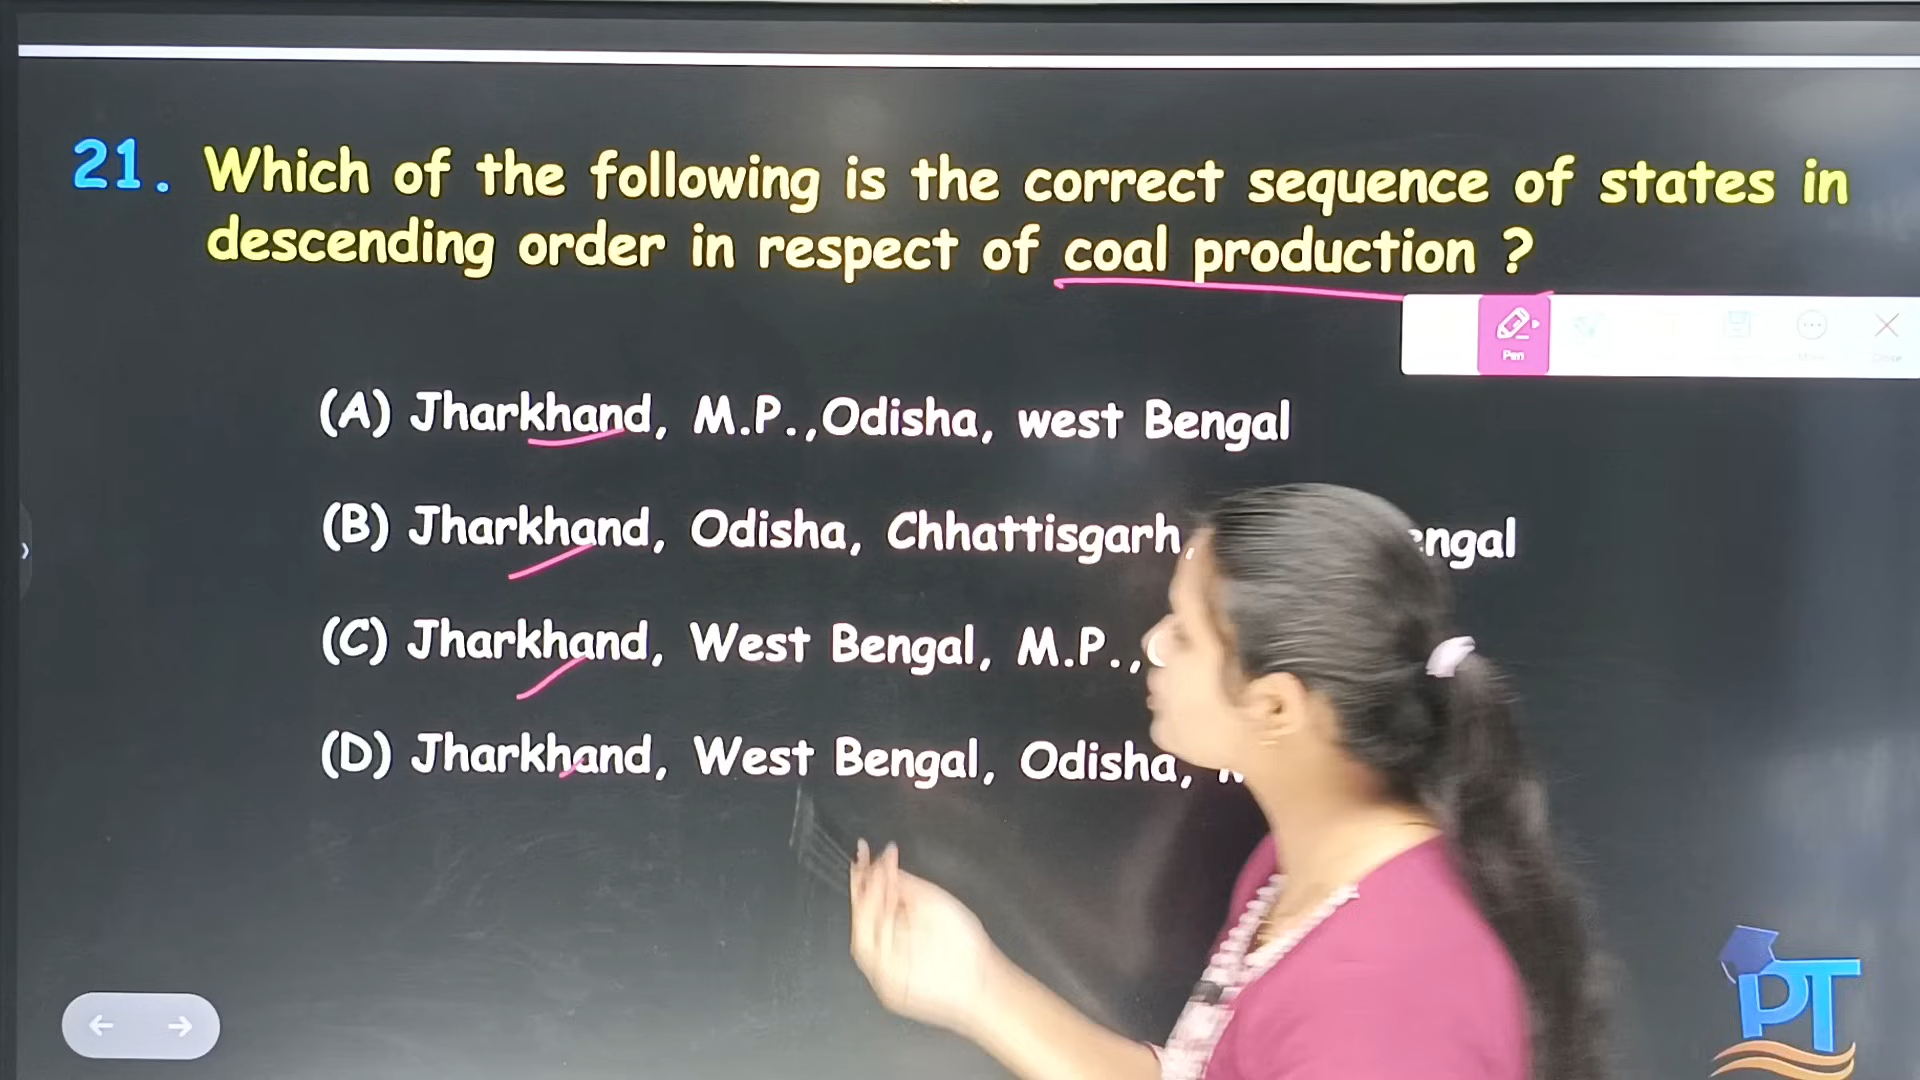 21. Which of the following is the correct sequence of states in
descending order in respect of coal production ?
Pen
(A) Jharkhand, M.P.,Odisha, west Bengal
(B) Jharkhand, Odisha, Chhattisgarh,
(C) Jharkhand, West Bengal, M.P.,
(D) Jharkhand, West Bengal, Odisha,
PT